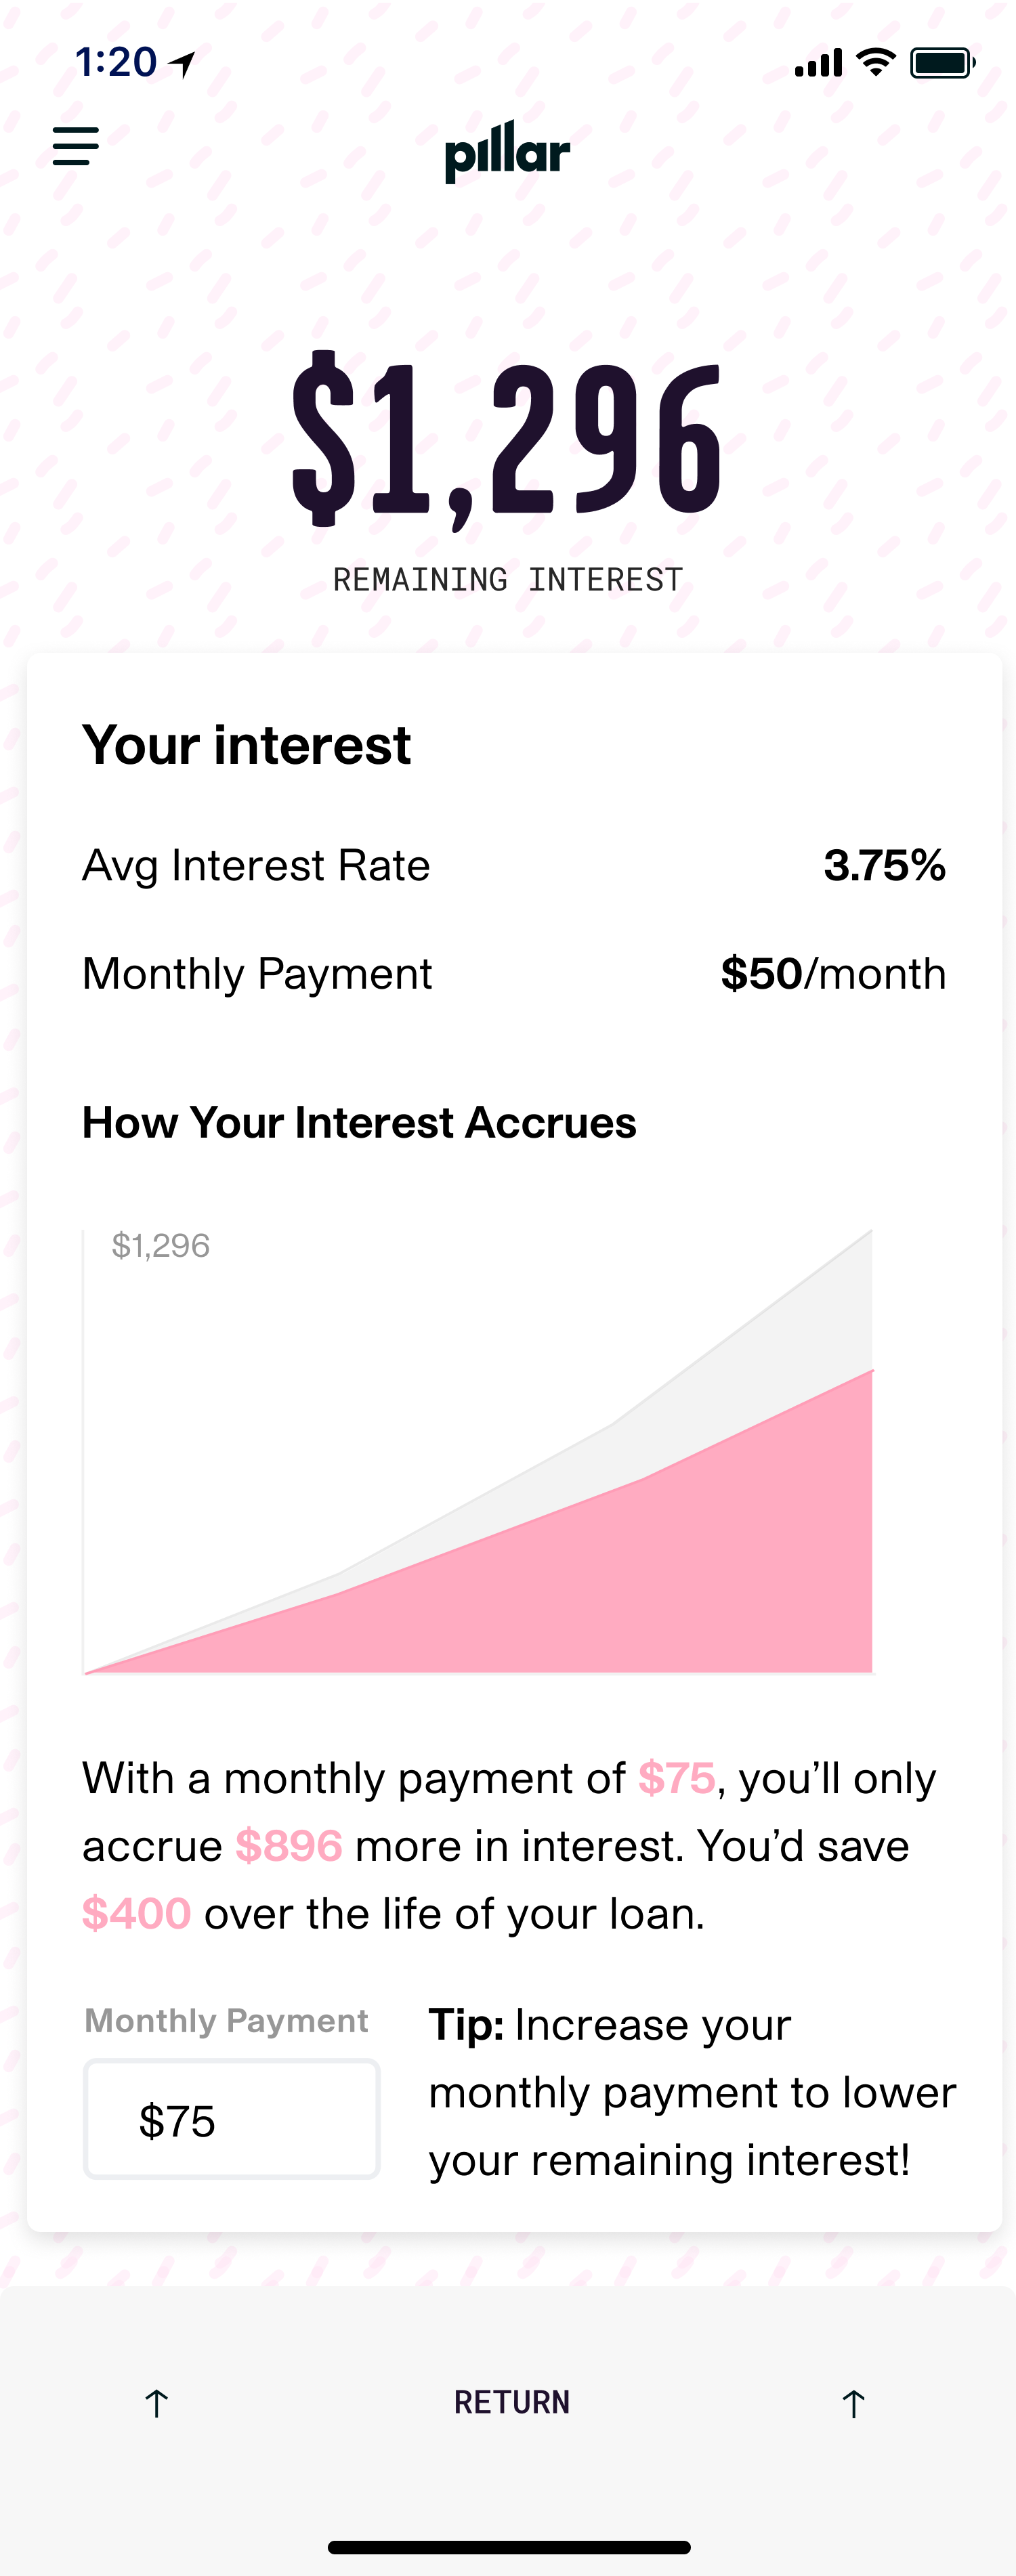 1:20
pillar
$1,296
REMAINING INTEREST
Your interest
Avg Interest Rate 3.75%
Monthly Payment $50/month
How Your Interest Accrues
$1,296
With a monthly payment of $75, you’ll only
accrue $896 more in interest. You’d save
$400 over the life of your loan.
Monthly Payment
$75
Tip: Increase your
monthly payment to lower
your remaining interest!
↑ RETURN ↑